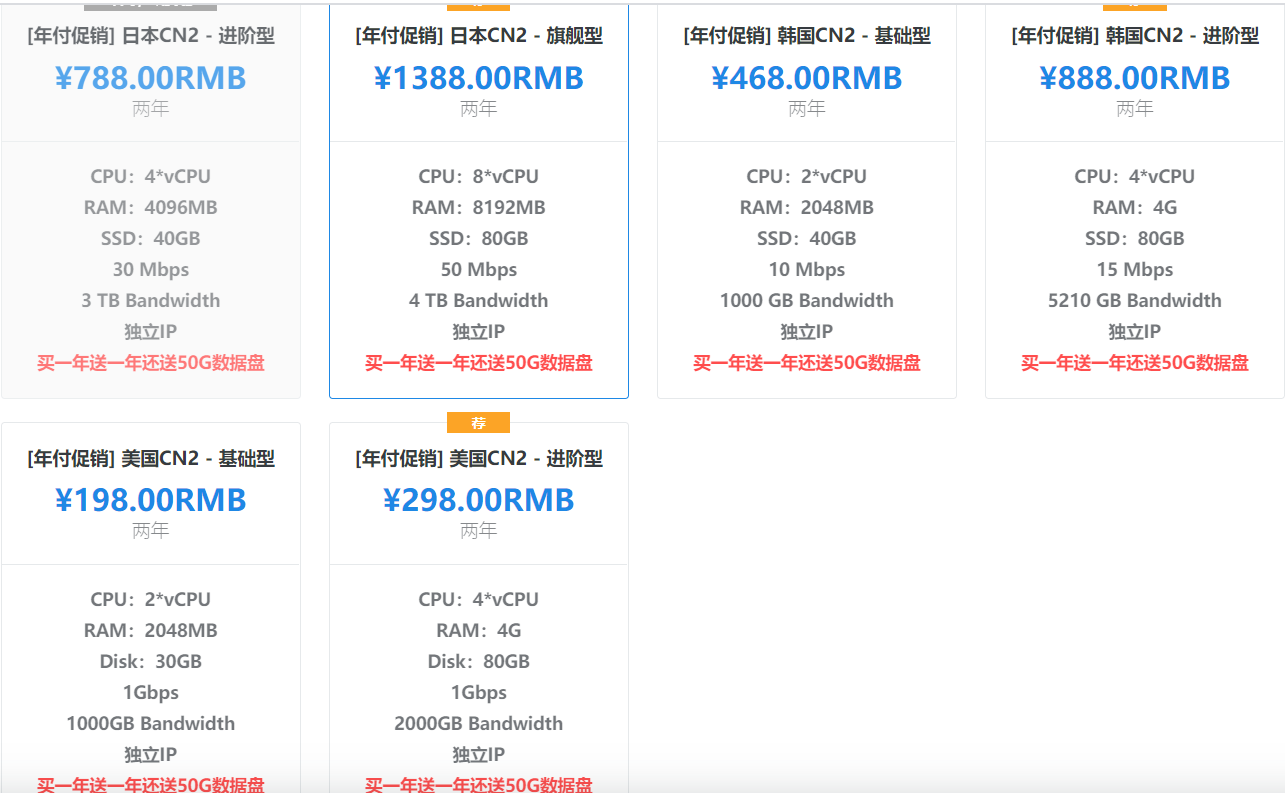 [年付促销] 日本CN2 - 进阶型
¥788.00RMB
两年
CPU：4*vCPU
RAM：4096MB
SSD：40GB
30 Mbps
3 TB Bandwidth
独立IP
买一年送一年还送50G数据盘
[年付促销] 日本CN2 - 旗舰型
¥1388.00RMB
两年
CPU：8*vCPU
RAM：8192MB
SSD：80GB
50 Mbps
4 TB Bandwidth
独立IP
买一年送一年还送50G数据盘
[年付促销] 韩国CN2 - 基础型
¥468.00RMB
两年
CPU：2*vCPU
RAM：2048MB
SSD：40GB
10 Mbps
1000 GB Bandwidth
独立IP
买一年送一年还送50G数据盘
[年付促销] 韩国CN2 - 进阶型
¥888.00RMB
两年
CPU：4*vCPU
RAM：4G
SSD：80GB
15 Mbps
5210 GB Bandwidth
独立IP
买一年送一年还送50G数据盘
[年付促销] 美国CN2 - 基础型
¥198.00RMB
两年
CPU：2*vCPU
RAM：2048MB
Disk：30GB
1Gbps
1000GB Bandwidth
独立IP
买一年送一年还送50G数据盘
荐
[年付促销] 美国CN2 - 进阶型
¥298.00RMB
两年
CPU：4*vCPU
RAM：4G
Disk：80GB
1Gbps
2000GB Bandwidth
独立IP
买一年送一年还送50G数据盘